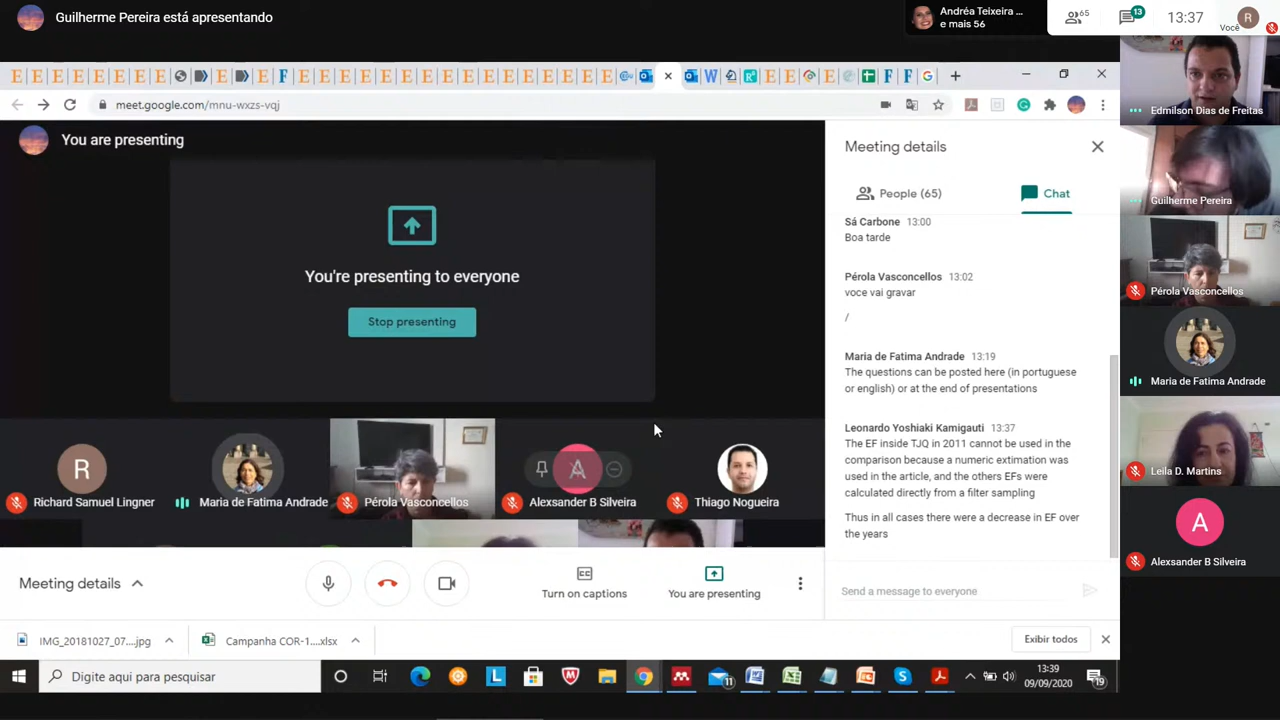 Guilherme Pereira está apresentando
Andréa Teixeira ...
e mais 56
65
13
13:37
Você
R
meet.google.com/mnu-wxzs-vqj
You are presenting
You're presenting to everyone
Stop presenting
R
Richard Samuel Lingner
Maria de Fatima Andrade
Pérola Vasconcellos
A
Alexsander B Silveira
Thiago Nogueira
Meeting details
CC
Turn on captions
You are presenting
Meeting details
People (65)
Chat
Sá Carbone 13:00
Boa tarde
Pérola Vasconcellos 13:02
voce vai gravar
/
Maria de Fatima Andrade 13:19
The questions can be posted here (in portuguese
or english) or at the end of presentations
Leonardo Yoshiaki Kamigauti 13:37
The EF inside TJQ in 2011 cannot be used in the
comparison because a numeric extimation was
used in the article, and the others EFs were
calculated directly from a filter sampling
Thus in all cases there were a decrease in EF over
the years
Send a message to everyone
Edmilson Dias de Freitas
Guilherme Pereira
Pérola Vasconcellos
Maria de Fatima Andrade
Leila D. Martins
A
Alexsander B Silveira
IMG_20181027_07....jpg
Campanha COR-1....xlsx
Exibir todos
Digite aqui para pesquisar
11
13:39
09/09/2020
19